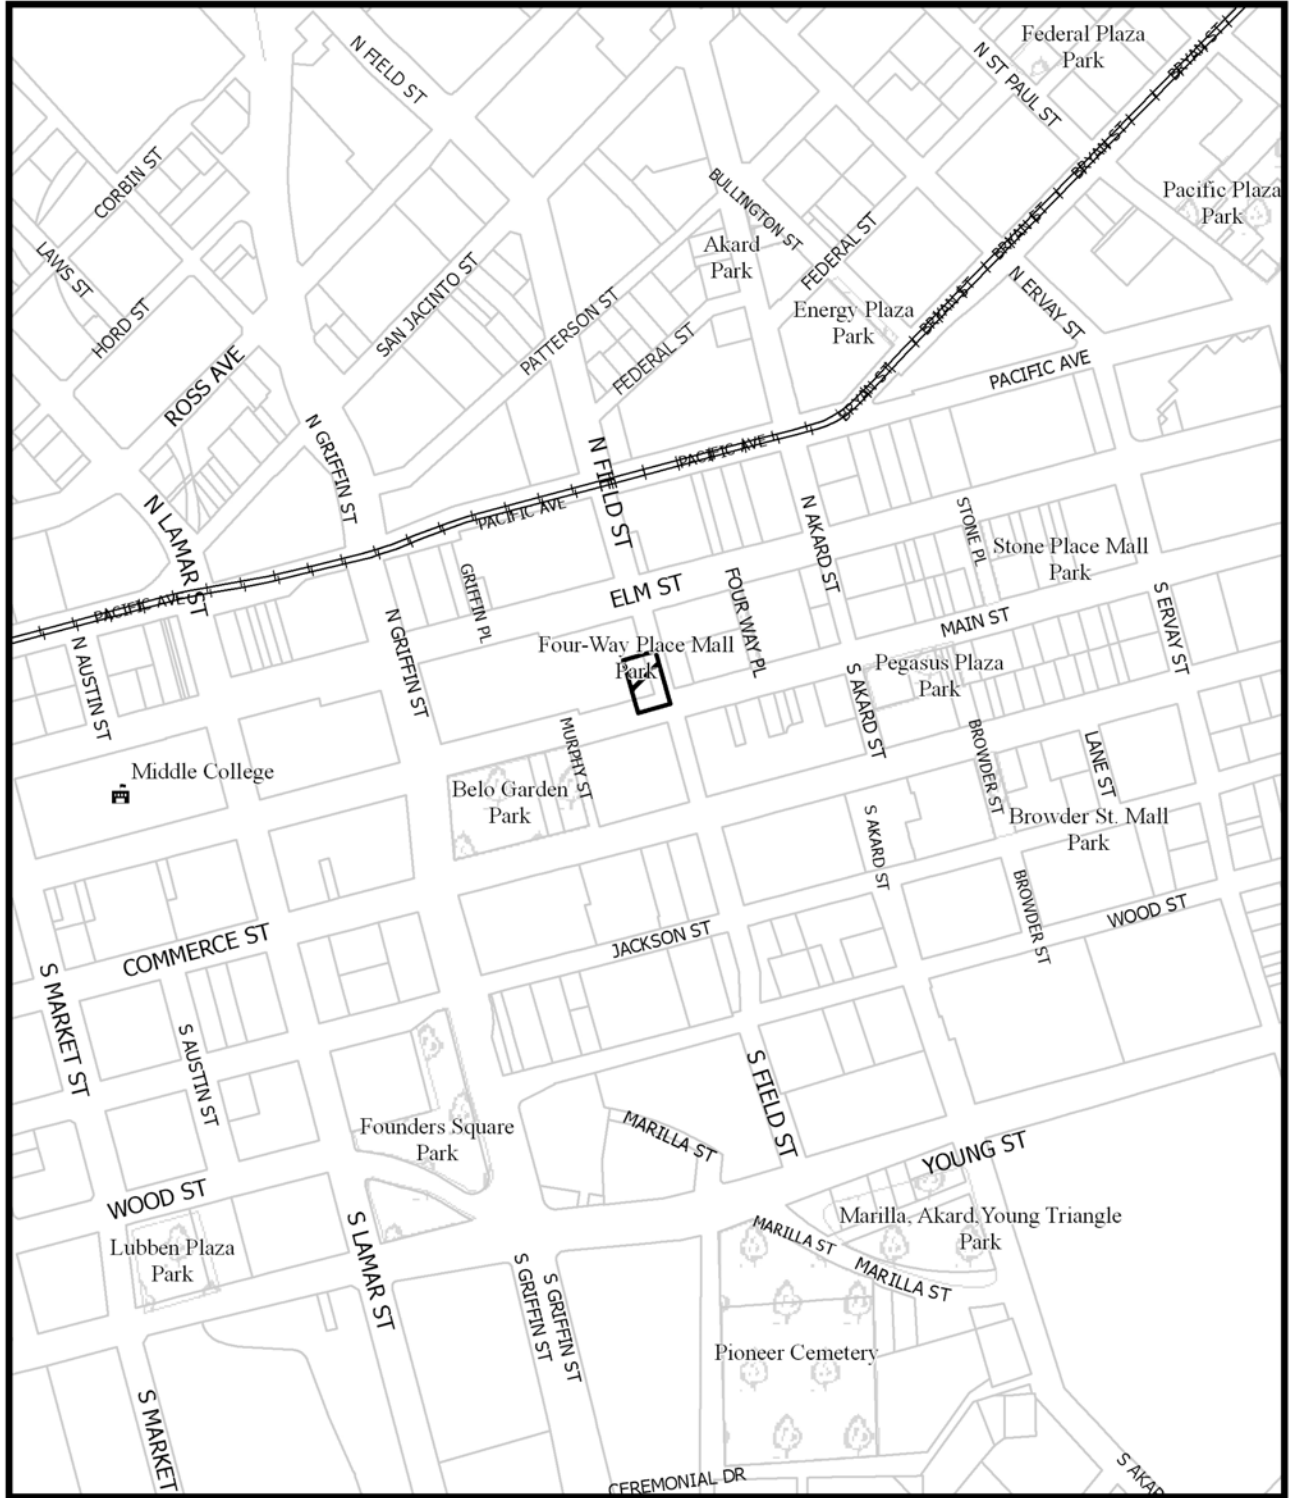 Federal Plaza
Park
N FIELD ST
N ST PAUL ST
BRYAN ST
BRYAN ST
CORBIN ST
BULLINGTON ST
Pacific Plaza
Park
BRYAN ST
LAWS ST
Akard
Park
FEDERAL ST
SAN JACINTO ST
N ERVAY ST
HORD ST
PATTERSON ST
Energy Plaza
Park
BRYAN ST
FEDERAL ST
ROSS AVE
PACIFIC AVE
BRYAN ST
N GRIFFIN ST
N FIELD ST
PACIFIC AVE
N LAMAR ST
PACIFIC AVE
N AKARD ST
STONE PL
Stone Place Mall
Park
GRIFFIN PL
ELM ST
FOUR WAY PL
PACIFIC AVE
N GRIFFIN ST
MAIN ST
S ERVAY ST
N AUSTIN ST
Four-Way Place Mall
Park
Pegasus Plaza
Park
S AKARD ST
MURPHY ST
BROWDER ST
LANE ST
Middle College
Belo Garden
Park
S AKARD ST
Browder St. Mall
Park
BROWDER ST
WOOD ST
COMMERCE ST
JACKSON ST
S MARKET ST
S AUSTIN ST
S FIELD ST
Founders Square
Park
MARILLA ST
YOUNG ST
WOOD ST
Marilla, Akard, Young Triangle
Park
Lubben Plaza
Park
S LAMAR ST
MARILLA ST
MARILLA ST
S GRIFFIN ST
S GRIFFIN ST
Pioneer Cemetery
S MARKET
CEREMONIAL DR
S AKAR